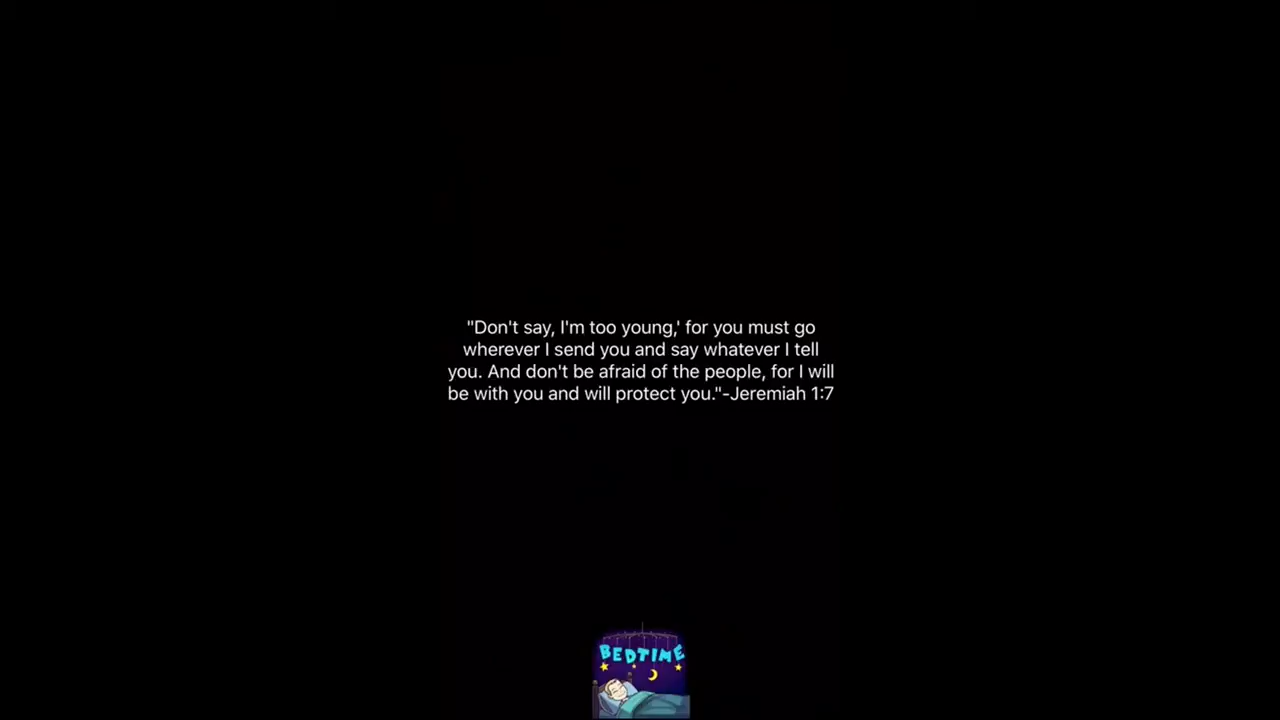 "Don't say, I'm too young,' for you must go
wherever I send you and say whatever I tell
you. And don't be afraid of the people, for I will
be with you and will protect you."-Jeremiah 1:7
BEDTIME